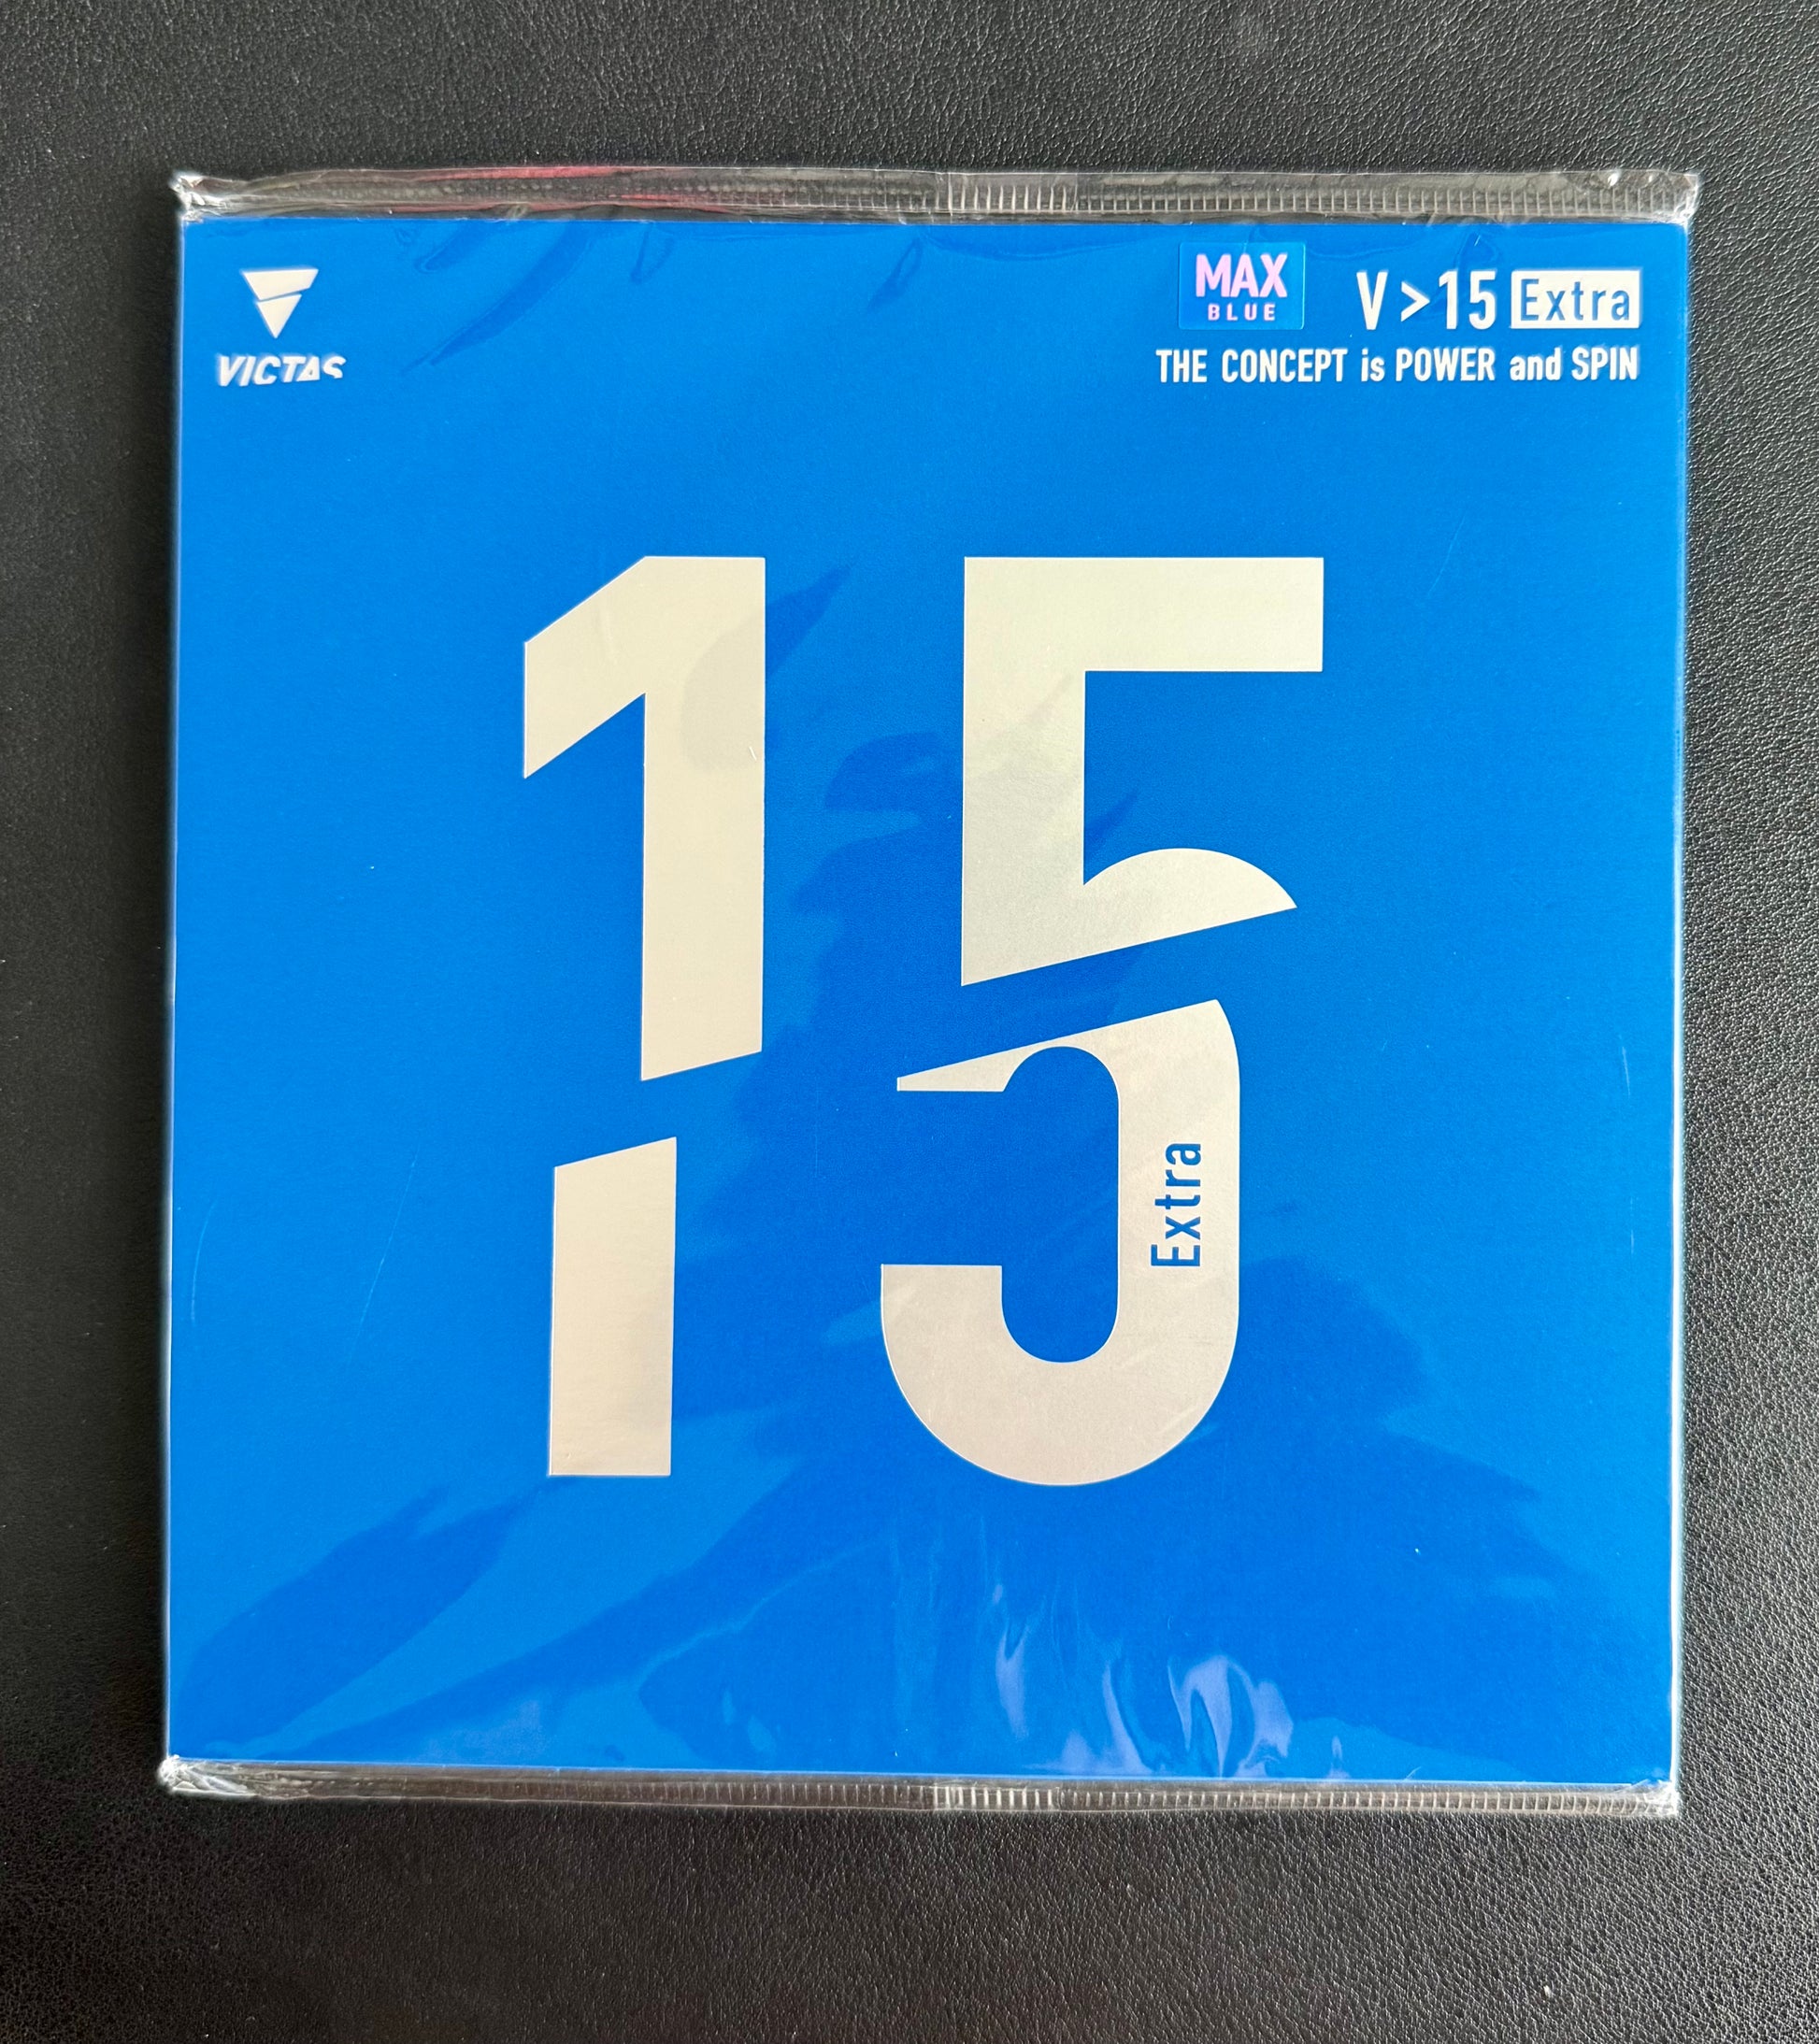 VICTAS
MAX
BLUE
V>15 Extra
THE CONCEPT is POWER and SPIN
15
Extra